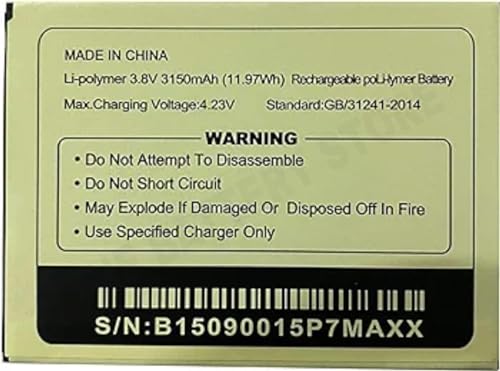 MADE IN CHINA
Li-polymer 3.8V 3150mAh (11.97Wh) Rechargeable poLi-lymer Battery
Max.Charging Voltage:4.23V Standard:GB/31241-2014
WARNING
• Do Not Attempt To Disassemble
• Do Not Short Circuit
• May Explode If Damaged Or Disposed Off In Fire
• Use Specified Charger Only
S/N:B15090015P7MAXX